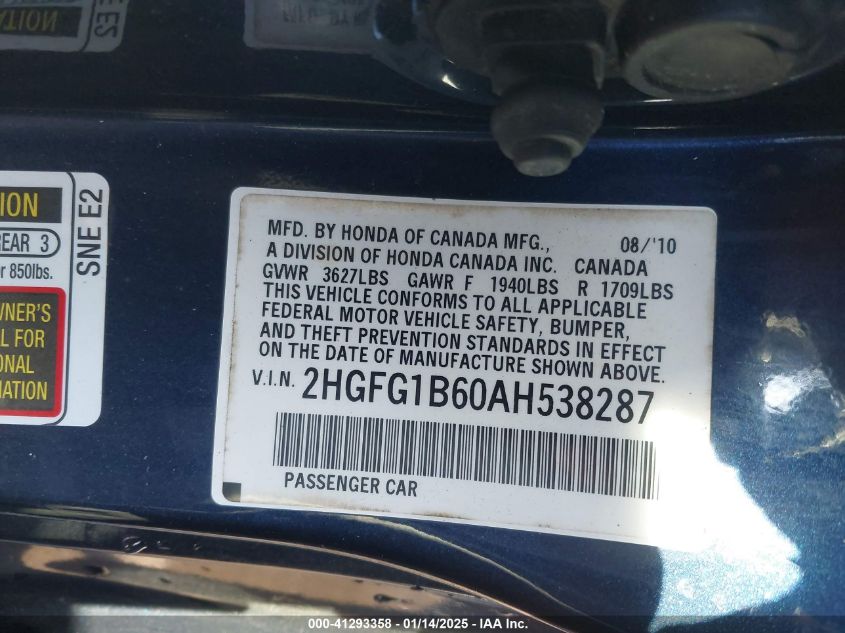 ION
REAR 3
r 850lbs.
SNE E2
WNER'S
L FOR
ONAL
MATION
MFD. BY HONDA OF CANADA MFG., 08/'10
A DIVISION OF HONDA CANADA INC. CANADA
GVWR 3627LBS GAWR F 1940LBS R 1709LBS
THIS VEHICLE CONFORMS TO ALL APPLICABLE
FEDERAL MOTOR VEHICLE SAFETY, BUMPER,
AND THEFT PREVENTION STANDARDS IN EFFECT
ON THE DATE OF MANUFACTURE SHOWN ABOVE.
V.I.N. 2HGFG1B60AH538287
PASSENGER CAR
000-41293358 - 01/14/2025 - IAA Inc.